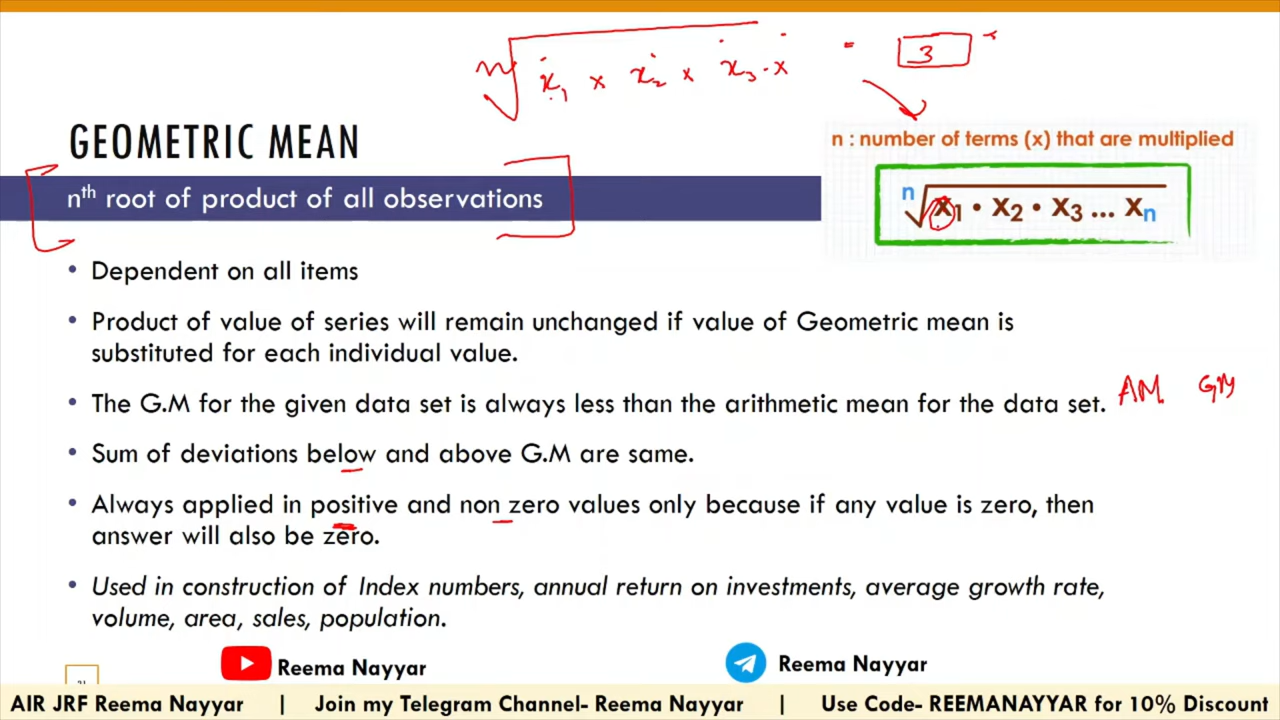 n√ x₁ × x₂ × x₃ · x = 3
GEOMETRIC MEAN
n : number of terms (x) that are multiplied
nᵗʰ root of product of all observations
n√ x₁ • x₂ • x₃ ... xₙ
• Dependent on all items
• Product of value of series will remain unchanged if value of Geometric mean is
substituted for each individual value.
• The G.M for the given data set is always less than the arithmetic mean for the data set.
AM GM
• Sum of deviations below and above G.M are same.
• Always applied in positive and non zero values only because if any value is zero, then
answer will also be zero.
• Used in construction of Index numbers, annual return on investments, average growth rate,
volume, area, sales, population.
Reema Nayyar
Reema Nayyar
AIR JRF Reema Nayyar | Join my Telegram Channel- Reema Nayyar | Use Code- REEMANAYYAR for 10% Discount